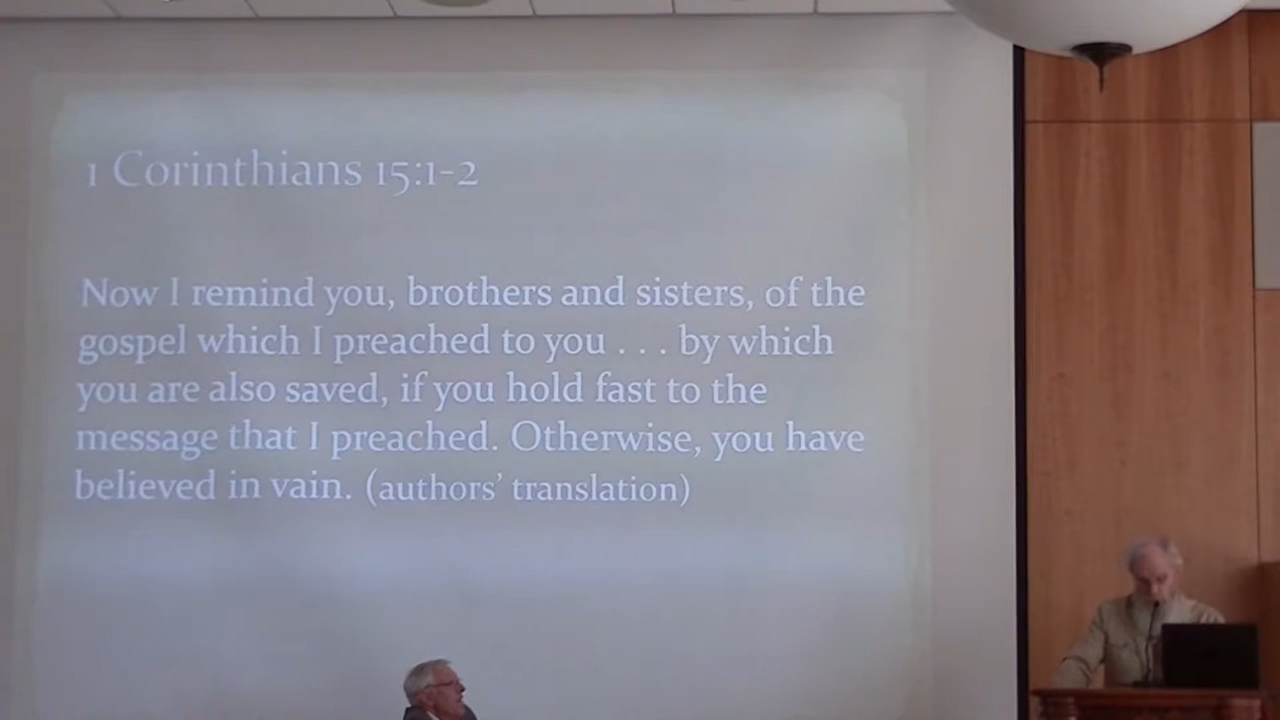 1 Corinthians 15:1-2
Now I remind you, brothers and sisters, of the
gospel which I preached to you . . . by which
you are also saved, if you hold fast to the
message that I preached. Otherwise, you have
believed in vain. (authors’ translation)